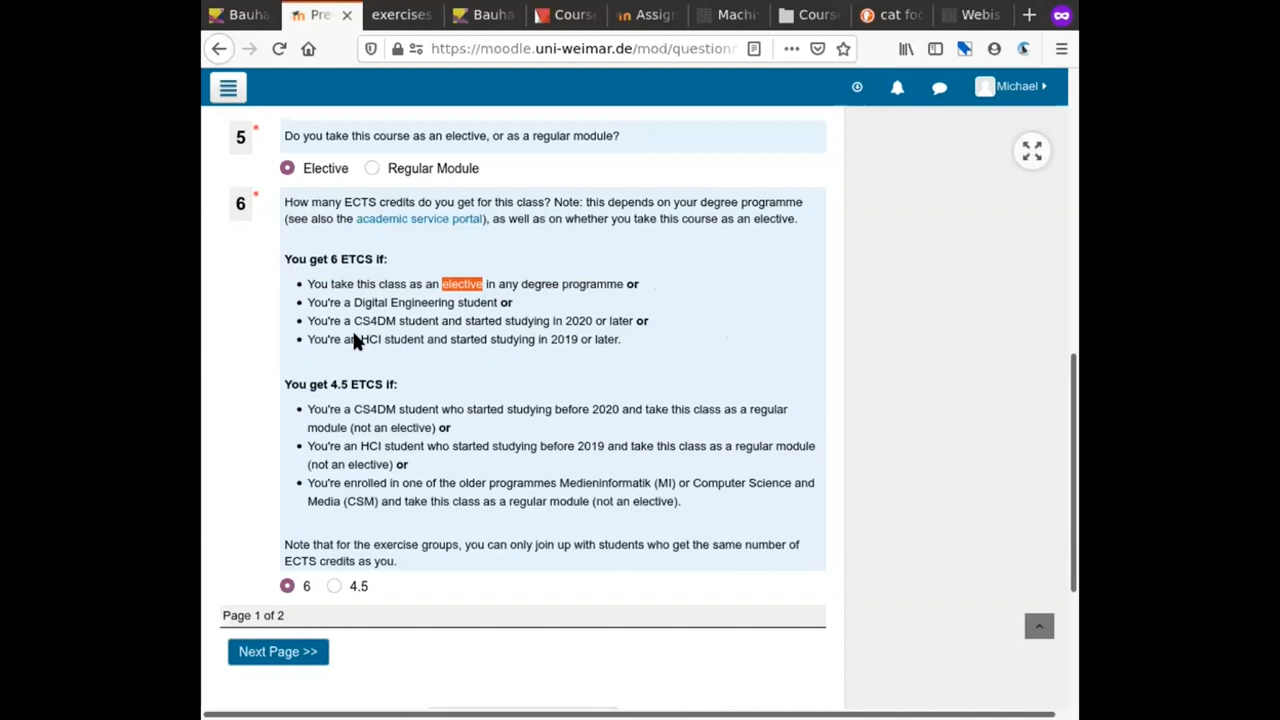 Bauha
Pre
exercises
Bauha
Cours
Assign
Machi
Course
cat foo
Webis
https://moodle.uni-weimar.de/mod/question
Michael
5 *
Do you take this course as an elective, or as a regular module?
Elective Regular Module
6 *
How many ECTS credits do you get for this class? Note: this depends on your degree programme
(see also the academic service portal), as well as on whether you take this course as an elective.
You get 6 ETCS if:
• You take this class as an elective in any degree programme or
• You're a Digital Engineering student or
• You're a CS4DM student and started studying in 2020 or later or
• You're an HCI student and started studying in 2019 or later.
You get 4.5 ETCS if:
• You're a CS4DM student who started studying before 2020 and take this class as a regular
module (not an elective) or
• You're an HCI student who started studying before 2019 and take this class as a regular module
(not an elective) or
• You're enrolled in one of the older programmes Medieninformatik (MI) or Computer Science and
Media (CSM) and take this class as a regular module (not an elective).
Note that for the exercise groups, you can only join up with students who get the same number of
ECTS credits as you.
6 4.5
Page 1 of 2
Next Page >>